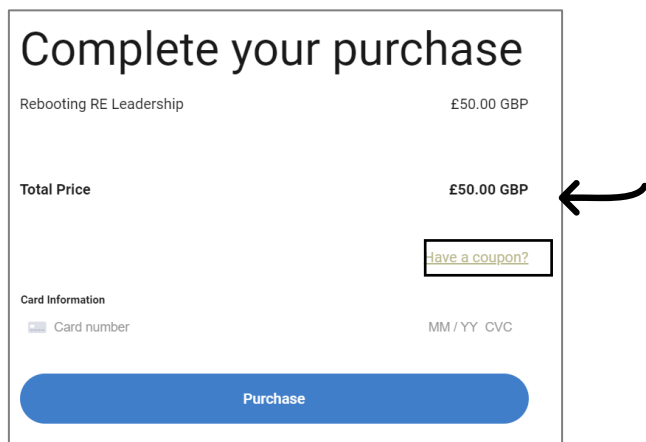 Complete your purchase
Rebooting RE Leadership £50.00 GBP
Total Price £50.00 GBP
Have a coupon?
Card Information
Card number MM / YY CVC
Purchase